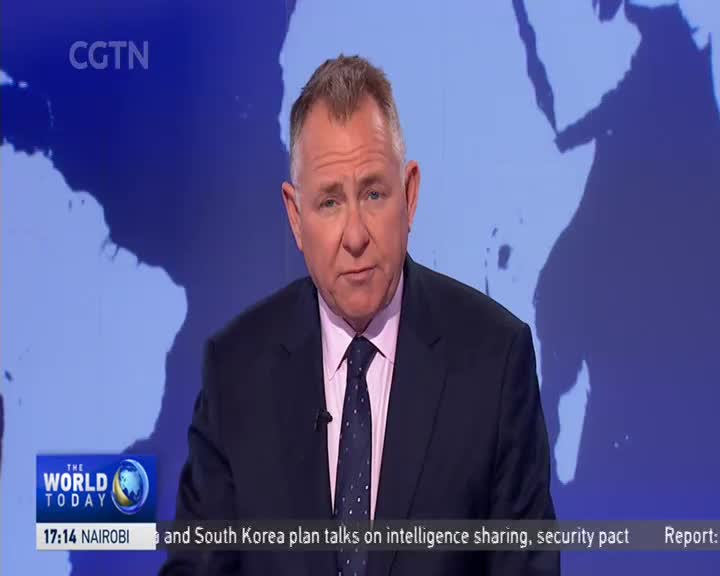 CGTN
THE
WORLD
TODAY
17:14 NAIROBI
and South Korea plan talks on intelligence sharing, security pact Report: